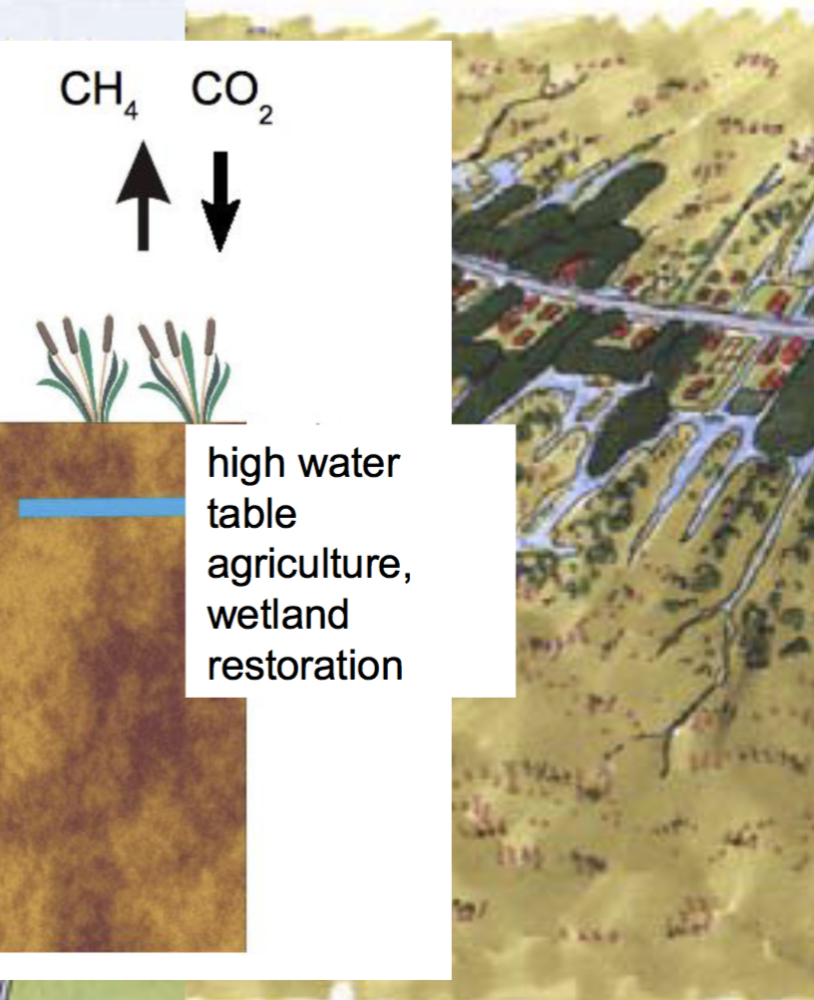 CH₄ CO₂
high water
table
agriculture,
wetland
restoration